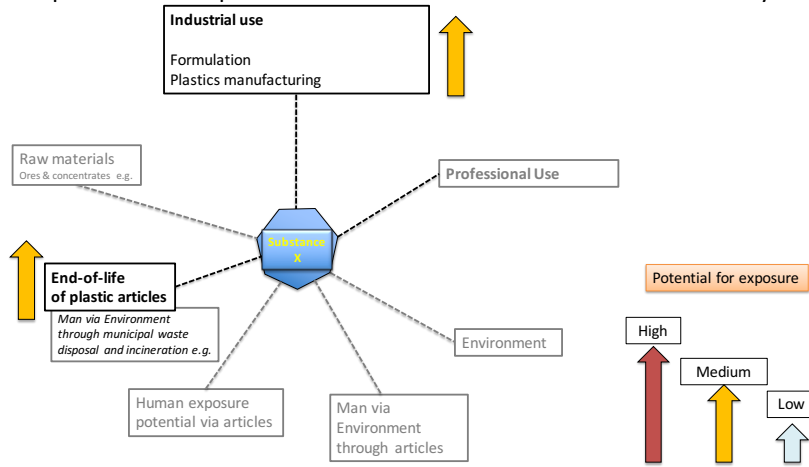 Industrial use
Formulation
Plastics manufacturing
Raw materials
Ores & concentrates e.g.
Professional Use
Substance
X
End-of-life
of plastic articles
Man via Environment
through municipal waste
disposal and incineration e.g.
Potential for exposure
Environment
High
Medium
Low
Human exposure
potential via articles
Man via
Environment
through articles